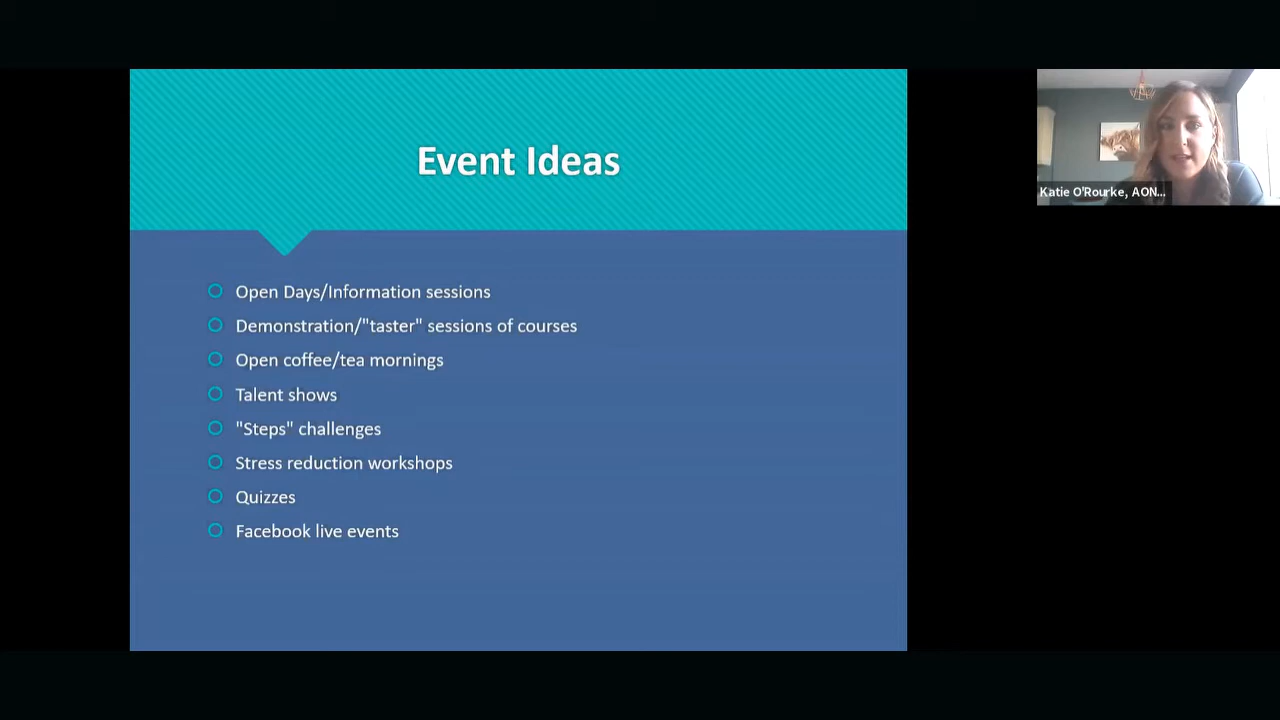 Event Ideas
Open Days/Information sessions
Demonstration/"taster" sessions of courses
Open coffee/tea mornings
Talent shows
"Steps" challenges
Stress reduction workshops
Quizzes
Facebook live events
Katie O'Rourke, AON...